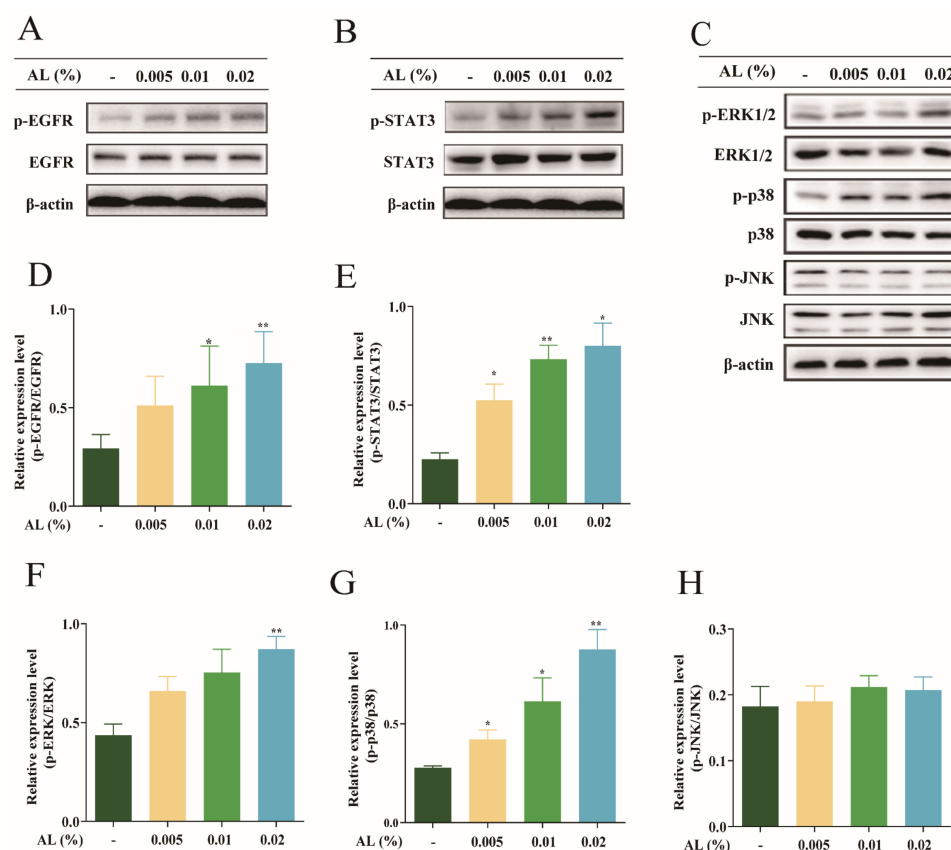 A
AL (%) - 0.005 0.01 0.02
p-EGFR
EGFR
β-actin
B
AL (%) - 0.005 0.01 0.02
p-STAT3
STAT3
β-actin
C
AL (%) - 0.005 0.01 0.02
p-ERK1/2
ERK1/2
p-p38
p38
p-JNK
JNK
β-actin
D
Relative expression level
(p-EGFR/EGFR)
1.0
0.5
0.0
*
**
AL (%) - 0.005 0.01 0.02
E
Relative expression level
(p-STAT3/STAT3)
1.0
0.5
0.0
*
**
*
AL (%) - 0.005 0.01 0.02
F
Relative expression level
(p-ERK/ERK)
1.0
0.5
0.0
**
AL (%) - 0.005 0.01 0.02
G
Relative expression level
(p-p38/p38)
1.0
0.5
0.0
*
*
**
AL (%) - 0.005 0.01 0.02
H
Relative expression level
(p-JNK/JNK)
0.3
0.2
0.1
0.0
AL (%) - 0.005 0.01 0.02